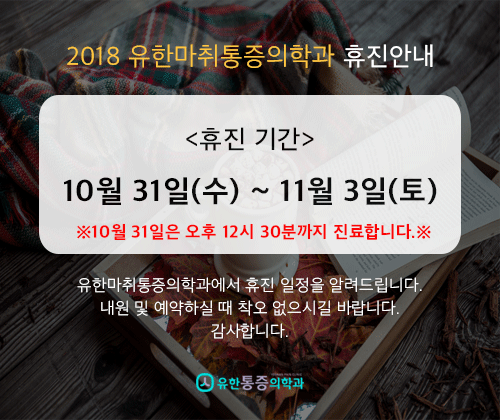 2018 유한마취통증의학과 휴진안내
<휴진 기간>
10월 31일(수) ~ 11월 3일(토)
※10월 31일은 오후 12시 30분까지 진료합니다.※
유한마취통증의학과에서 휴진 일정을 알려드립니다.
내원 및 예약하실 때 착오 없으시길 바랍니다.
감사합니다.
유한통증의학과